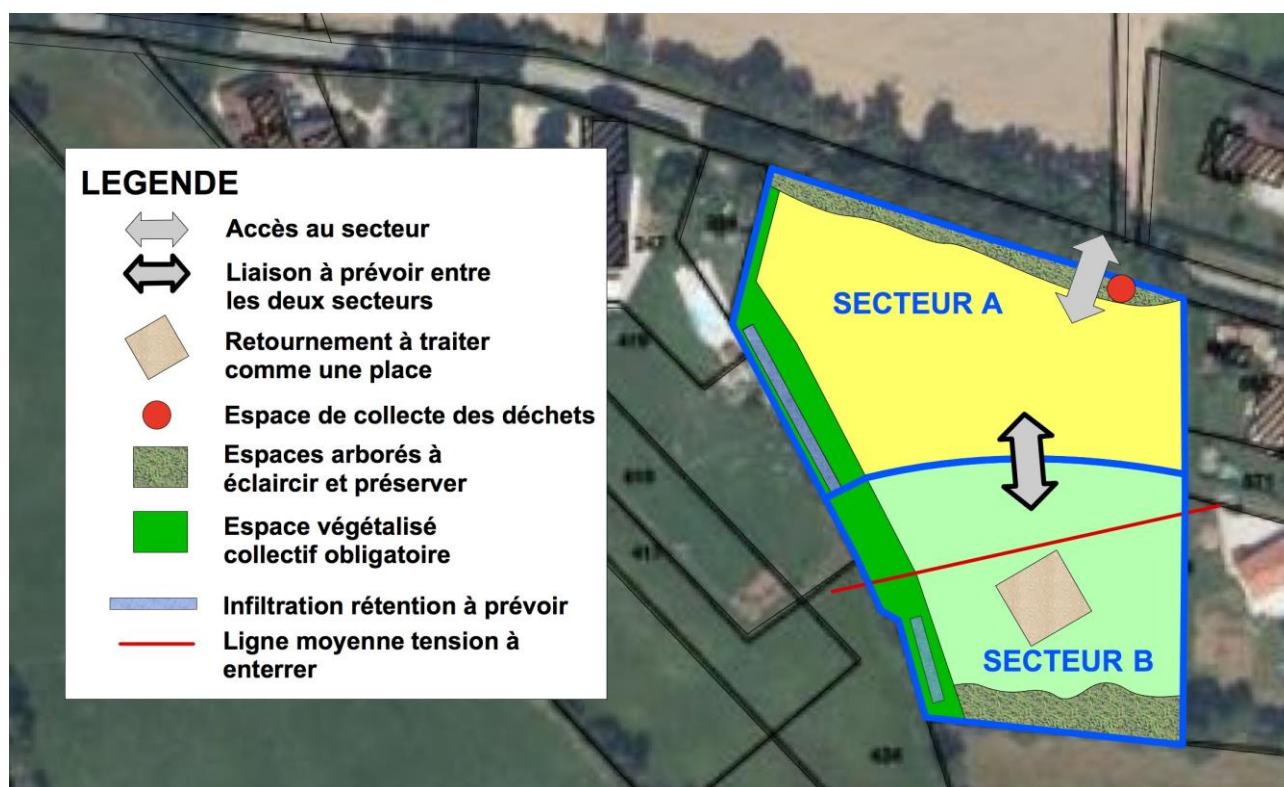 LEGENDE
Accès au secteur
Liaison à prévoir entre
les deux secteurs
Retournement à traiter
comme une place
Espace de collecte des déchets
Espaces arborés à
éclaircir et préserver
Espace végétalisé
collectif obligatoire
Infiltration rétention à prévoir
Ligne moyenne tension à
enterrer
247
SECTEUR A
SECTEUR B